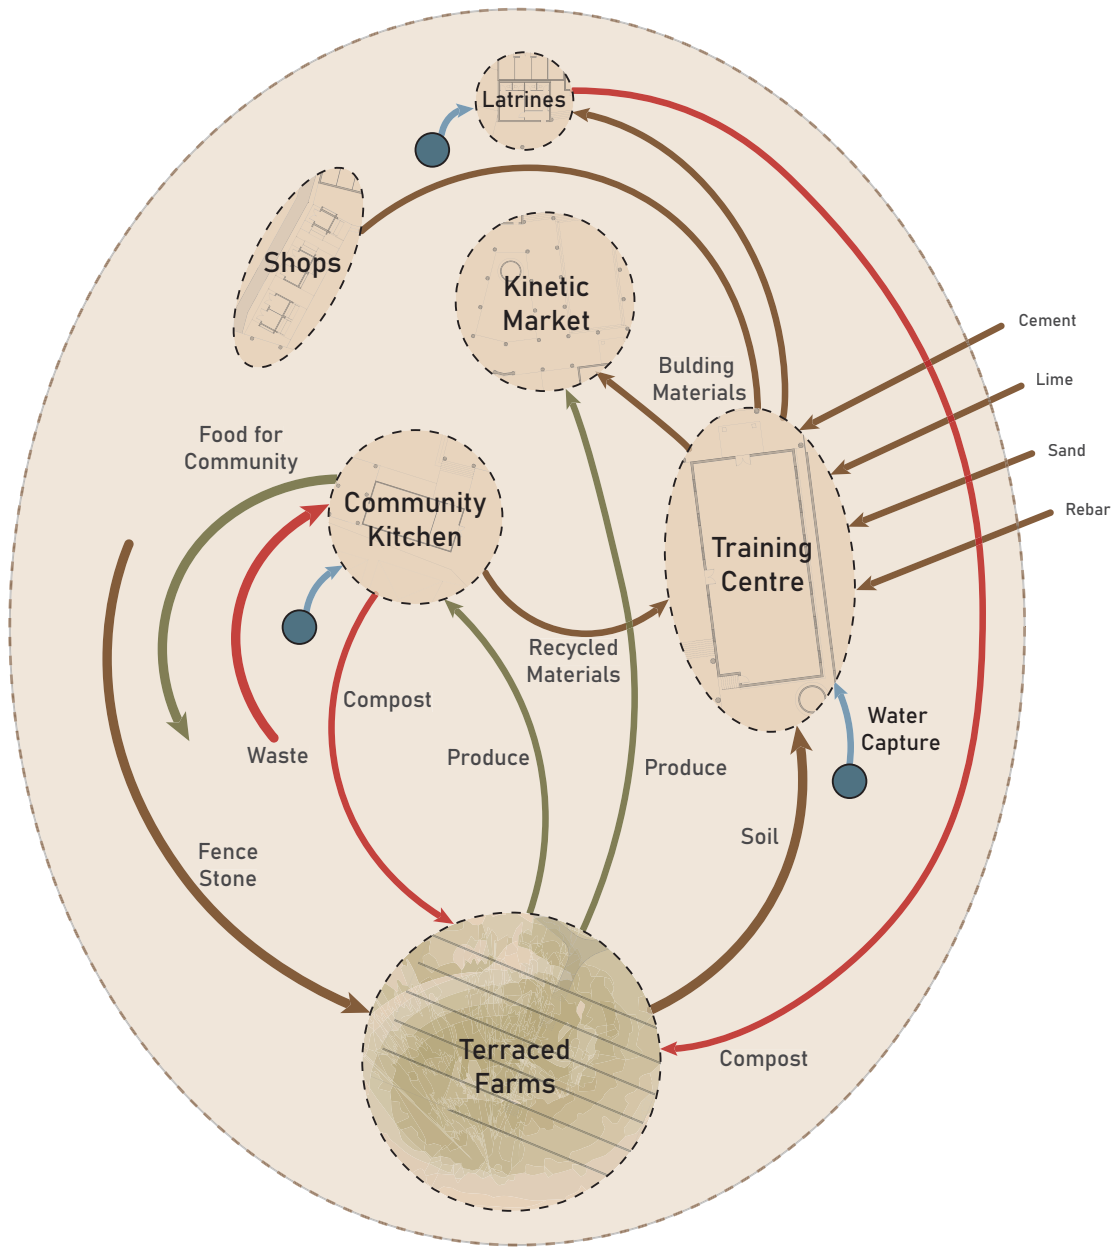 Latrines
Shops
Kinetic
Market
Cement
Bulding
Materials
Lime
Food for
Community
Sand
Community
Kitchen
Rebar
Training
Centre
Recycled
Materials
Compost
Water
Capture
Waste
Produce
Produce
Soil
Fence
Stone
Terraced
Farms
Compost